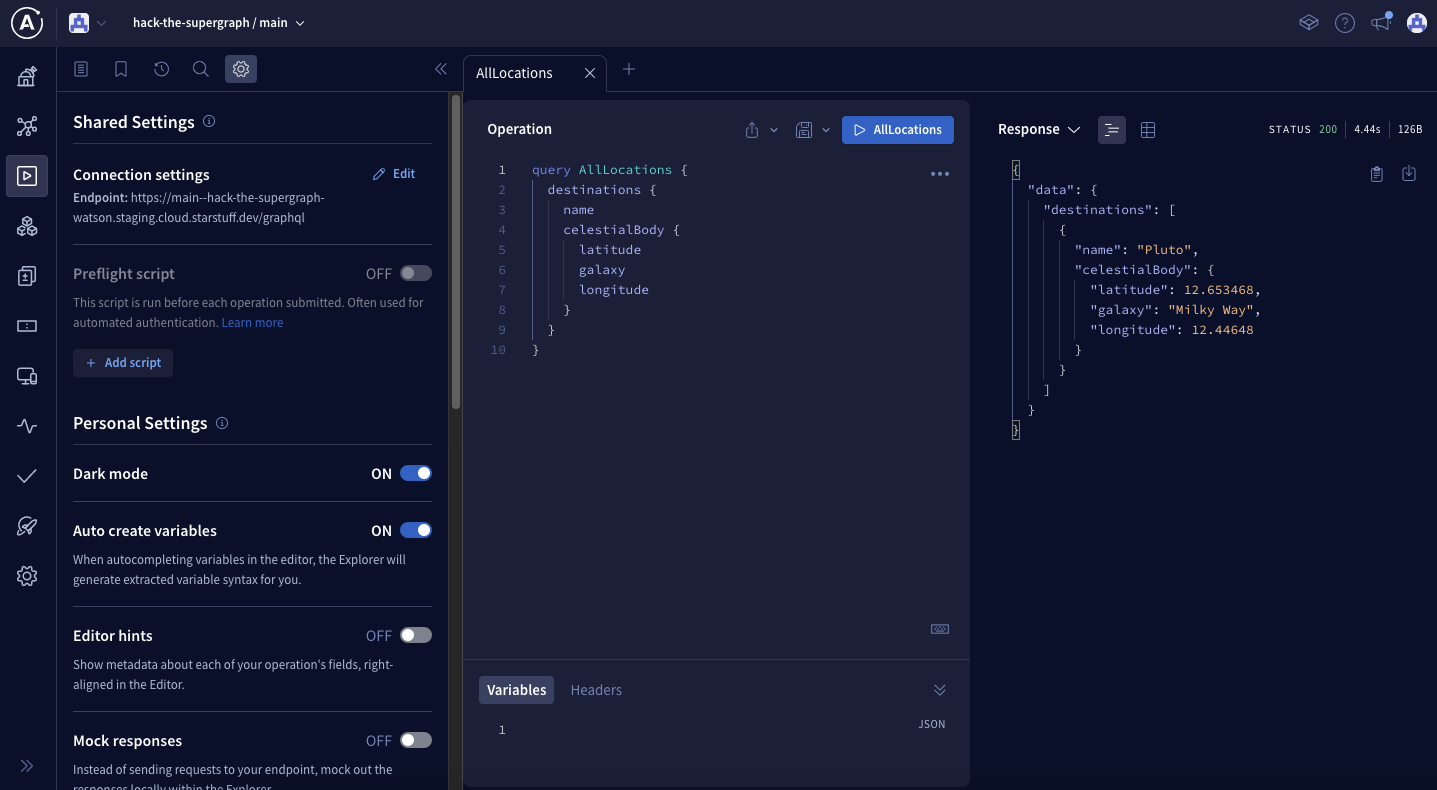 hack-the-supergraph / main
Shared Settings
Connection settings
Edit
Endpoint: https://main--hack-the-supergraph-
watson.staging.cloud.starstuff.dev/graphql
Preflight script
OFF
This script is run before each operation submitted. Often used for
automated authentication. Learn more
+ Add script
Personal Settings
Dark mode
ON
Auto create variables
ON
When autocompleting variables in the editor, the Explorer will
generate extracted variable syntax for you.
Editor hints
OFF
Show metadata about each of your operation's fields, right-
aligned in the Editor.
Mock responses
OFF
Instead of sending requests to your endpoint, mock out the
responses locally within the Explorer.
AllLocations
Operation
AllLocations
1 query AllLocations {
2 destinations {
3 name
4 celestialBody {
5 latitude
6 galaxy
7 longitude
8 }
9 }
10 }
Variables
Headers
JSON
1
Response
STATUS 200
4.44s
126B
{
"data": {
"destinations": [
{
"name": "Pluto",
"celestialBody": {
"latitude": 12.653468,
"galaxy": "Milky Way",
"longitude": 12.44648
}
}
]
}
}